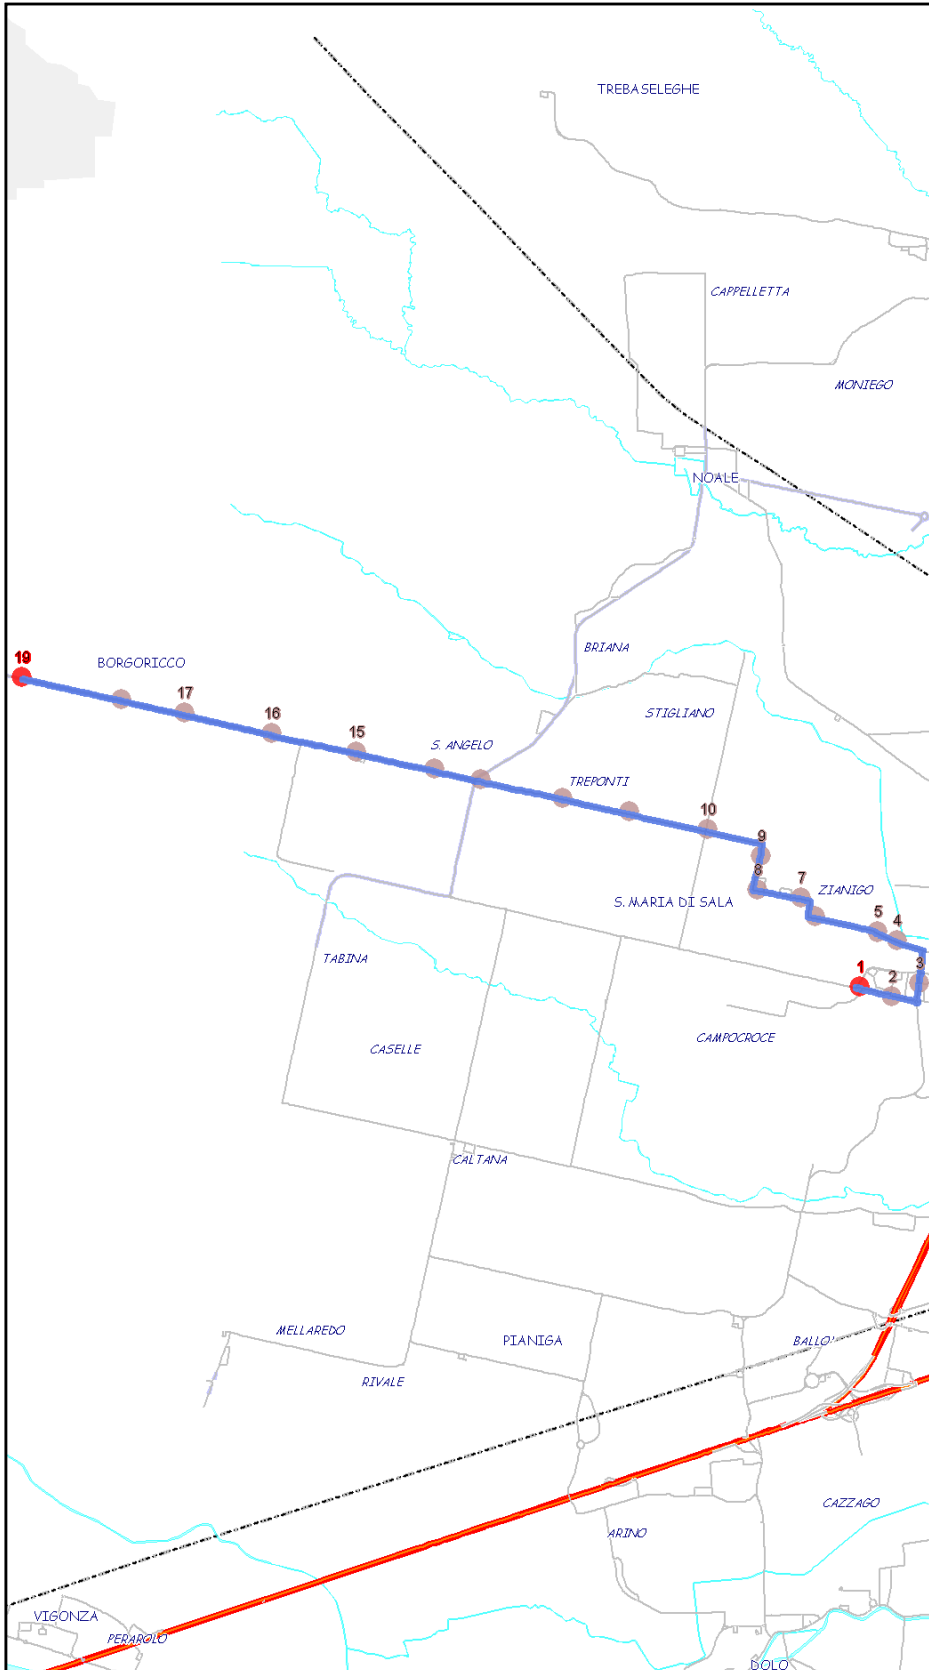 TREBASELEGHE
CAPPELLETTA
MONIEGO
NOALE
BRIANA
19
BORGORICCO
17
STIGLIANO
16
15
S. ANGELO
TREPONTI
10
9
8
7
ZIANIGO
S. MARIA DI SALA
5
4
TABINA
1
3
2
CAMPOCROCE
CASELLE
CALTANA
MELLAREDO
PIANIGA
BALLO'
RIVALE
CAZZAGO
ARINO
VIGONZA
PERAROLO
DOLO